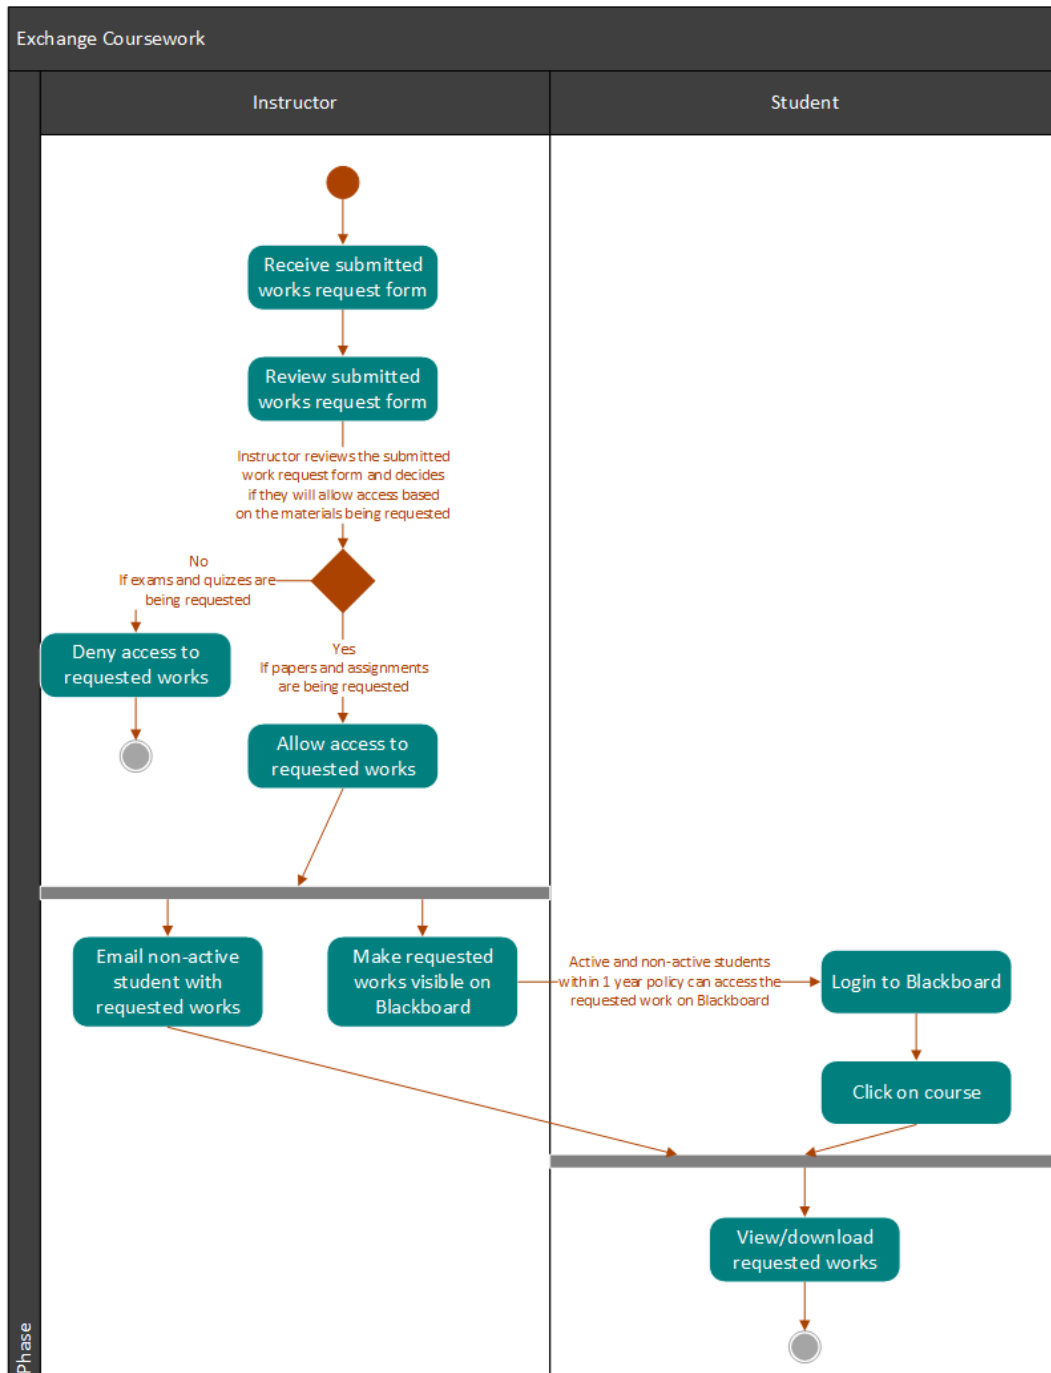 Exchange Coursework
Instructor
Student
Receive submitted
works request form
Review submitted
works request form
Instructor reviews the submitted
work request form and decides
if they will allow access based
on the materials being requested
No
If exams and quizzes are
being requested
Yes
If papers and assignments
are being requested
Deny access to
requested works
Allow access to
requested works
Email non-active
student with
requested works
Make requested
works visible on
Blackboard
Active and non-active students
within 1 year policy can access the
requested work on Blackboard
Login to Blackboard
Click on course
View/download
requested works
Phase